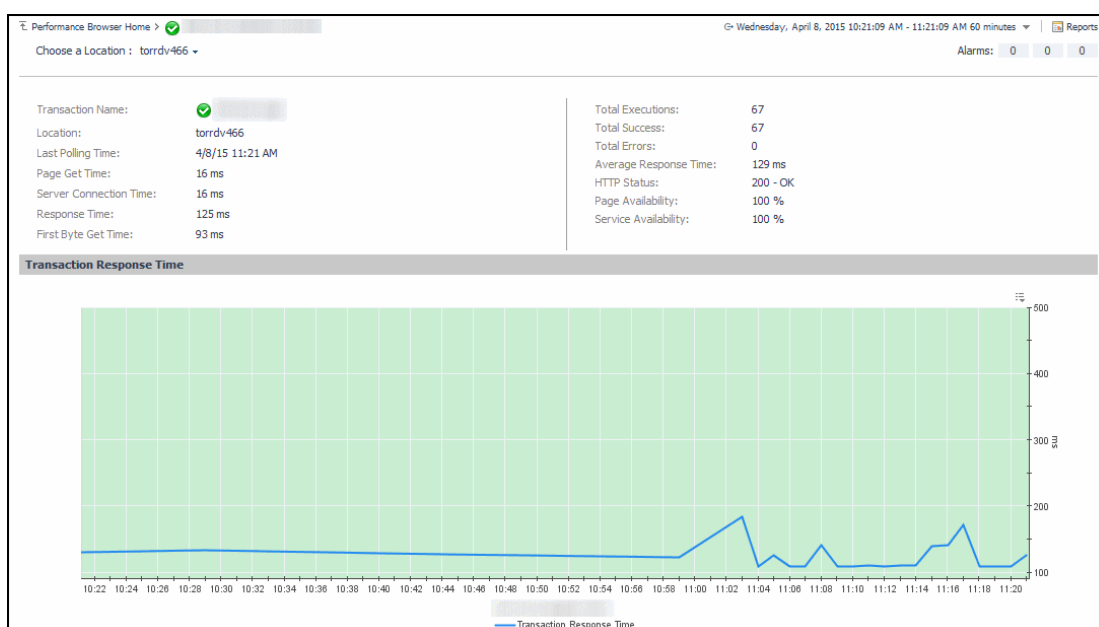 Performance Browser Home >
Wednesday, April 8, 2015 10:21:09 AM - 11:21:09 AM 60 minutes
Reports
Choose a Location : torrdv466
Alarms: 0 0 0
Transaction Name:
Location: torrdv466
Last Polling Time: 4/8/15 11:21 AM
Page Get Time: 16 ms
Server Connection Time: 16 ms
Response Time: 125 ms
First Byte Get Time: 93 ms
Total Executions: 67
Total Success: 67
Total Errors: 0
Average Response Time: 129 ms
HTTP Status: 200 - OK
Page Availability: 100 %
Service Availability: 100 %
Transaction Response Time
500
400
300
200
100
ms
10:22 10:24 10:26 10:28 10:30 10:32 10:34 10:36 10:38 10:40 10:42 10:44 10:46 10:48 10:50 10:52 10:54 10:56 10:58 11:00 11:02 11:04 11:06 11:08 11:10 11:12 11:14 11:16 11:18 11:20
Transaction Response Time